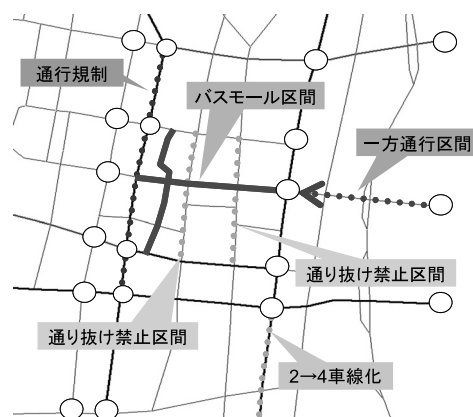 通行規制
バスモール区間
一方通行区間
通り抜け禁止区間
通り抜け禁止区間
2→4車線化